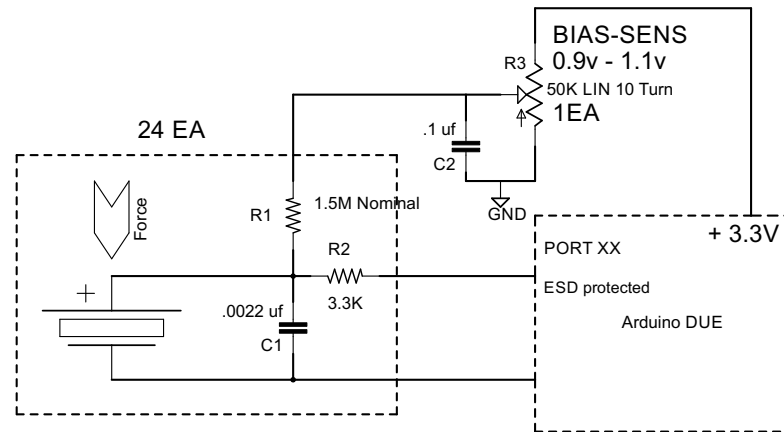 BIAS-SENS
R3
0.9v - 1.1v
50K LIN 10 Turn
1EA
24 EA
.1 uf
C2
R1
1.5M Nominal
GND
Force
R2
PORT XX
+ 3.3V
+
ESD protected
3.3K
.0022 uf
C1
Arduino DUE